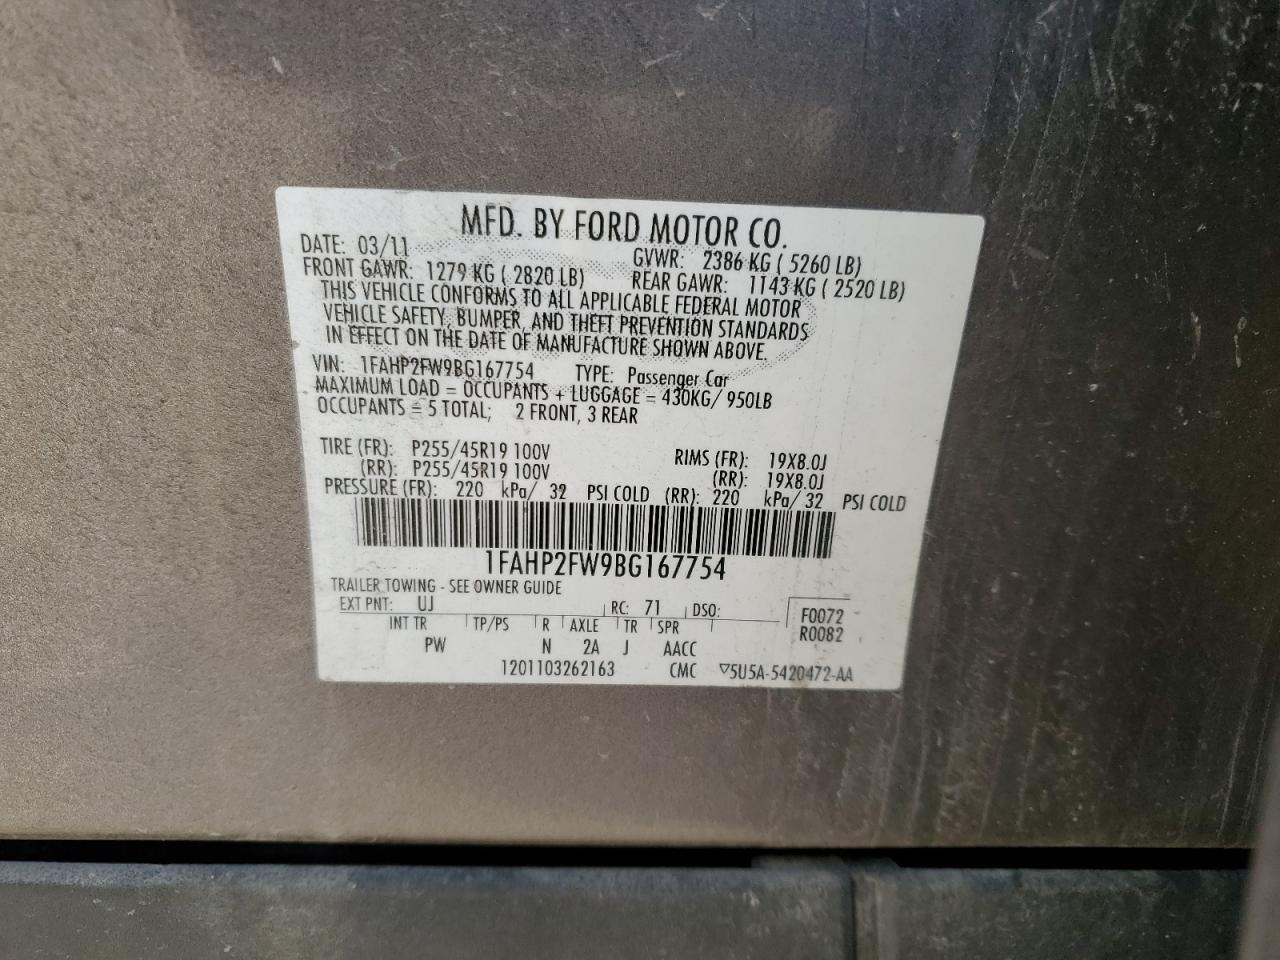 MFD. BY FORD MOTOR CO.
DATE: 03/11 GVWR: 2386 KG ( 5260 LB)
FRONT GAWR: 1279 KG ( 2820 LB) REAR GAWR: 1143 KG ( 2520 LB)
THIS VEHICLE CONFORMS TO ALL APPLICABLE FEDERAL MOTOR
VEHICLE SAFETY, BUMPER, AND THEFT PREVENTION STANDARDS
IN EFFECT ON THE DATE OF MANUFACTURE SHOWN ABOVE.
VIN: 1FAHP2FW9BG167754 TYPE: Passenger Car
MAXIMUM LOAD = OCCUPANTS + LUGGAGE = 430KG/ 950LB
OCCUPANTS = 5 TOTAL; 2 FRONT, 3 REAR
TIRE (FR): P255/45R19 100V RIMS (FR): 19X8.0J
(RR): P255/45R19 100V (RR): 19X8.0J
PRESSURE (FR): 220 kPa/ 32 PSI COLD (RR): 220 kPa/ 32 PSI COLD
1FAHP2FW9BG167754
TRAILER TOWING - SEE OWNER GUIDE
EXT PNT: UJ RC: 71 DSO: F0072
INT TR TP/PS R AXLE TR SPR R0082
PW N 2A J AACC
1201103262163 CMC ▽5U5A-5420472-AA